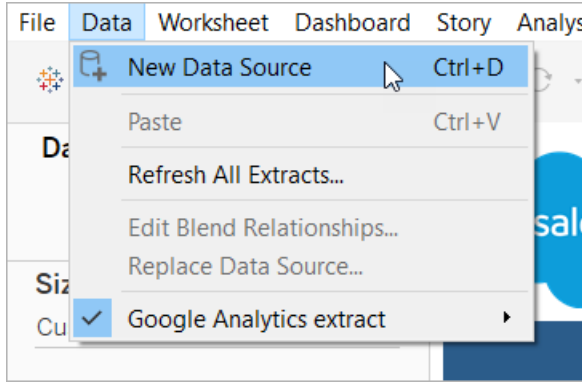 File Data Worksheet Dashboard Story Analys
New Data Source Ctrl+D
Paste Ctrl+V
Da
Refresh All Extracts...
Edit Blend Relationships...
sale
Replace Data Source...
Siz
Google Analytics extract
Cu